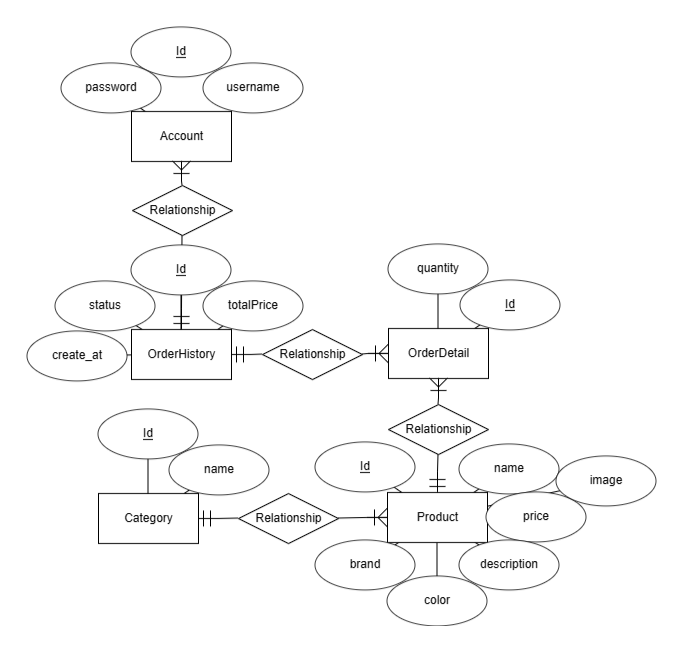 Id
password
username
Account
Relationship
Id
status
totalPrice
create_at
OrderHistory
Relationship
quantity
Id
OrderDetail
Relationship
Id
name
Category
Relationship
Id
name
image
Product
price
brand
description
color